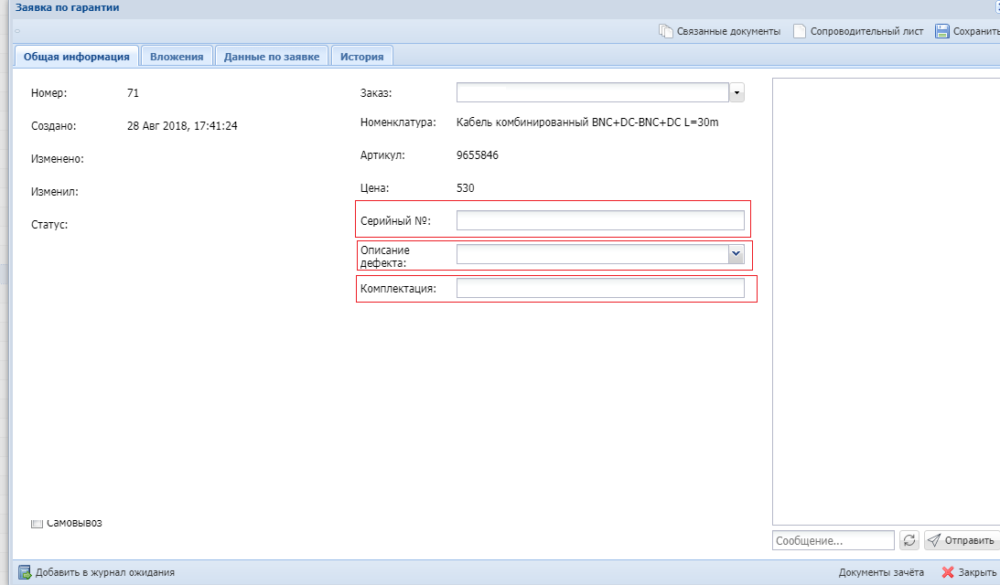 Заявка по гарантии
Связанные документы Сопроводительный лист Сохранить
Общая информация Вложения Данные по заявке История
Номер: 71
Заказ:
Создано: 28 Авг 2018, 17:41:24
Номенклатура: Кабель комбинированный BNC+DC-BNC+DC L=30m
Изменено:
Артикул: 9655846
Изменил:
Цена: 530
Статус:
Серийный №:
Описание
дефекта:
Комплектация:
Самовывоз
Сообщение... Отправить
Добавить в журнал ожидания Документы зачёта Закрыть